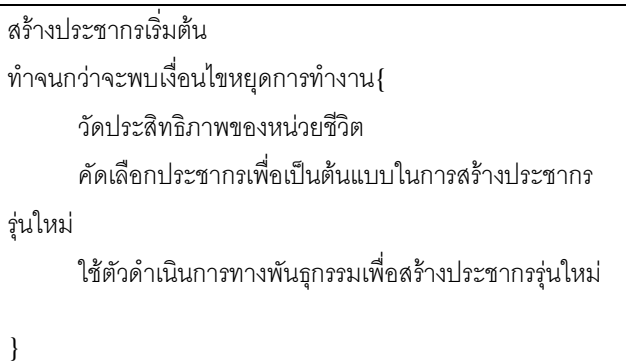 สร้างประชากรเริ่มต้น
ทำจนกว่าจะพบเงื่อนไขหยุดการทำงาน{
วัดประสิทธิภาพของหน่วยชีวิต
คัดเลือกประชากรเพื่อเป็นต้นแบบในการสร้างประชากร
รุ่นใหม่
ใช้ตัวดำเนินการทางพันธุกรรมเพื่อสร้างประชากรรุ่นใหม่
}